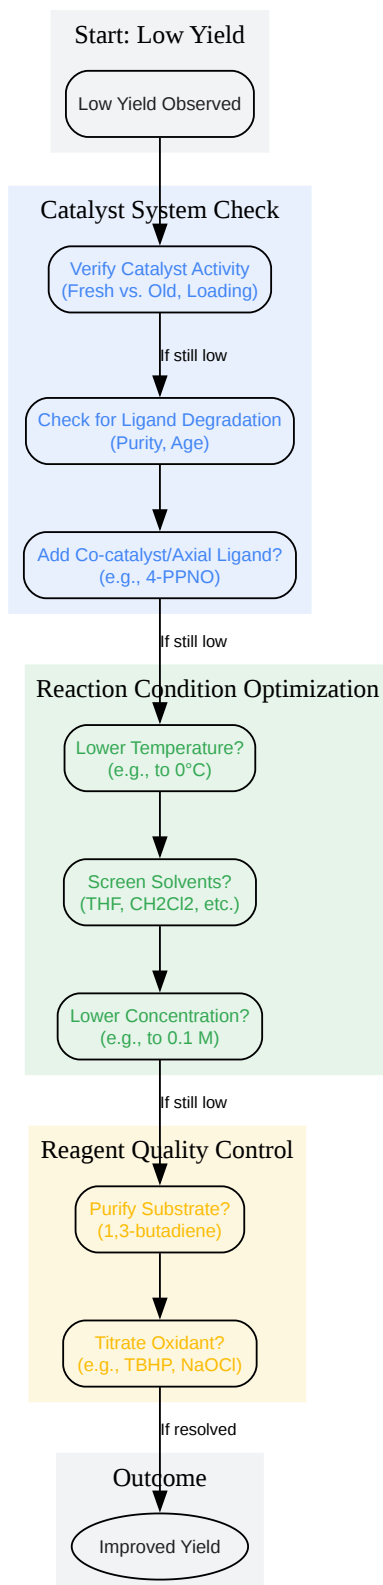 Start: Low Yield
Low Yield Observed
Catalyst System Check
Verify Catalyst Activity
(Fresh vs. Old, Loading)
If still low
Check for Ligand Degradation
(Purity, Age)
Add Co-catalyst/Axial Ligand?
(e.g., 4-PPNO)
If still low
Reaction Condition Optimization
Lower Temperature?
(e.g., to 0°C)
Screen Solvents?
(THF, CH2Cl2, etc.)
Lower Concentration?
(e.g., to 0.1 M)
If still low
Reagent Quality Control
Purify Substrate?
(1,3-butadiene)
Titrate Oxidant?
(e.g., TBHP, NaOCl)
If resolved
Outcome
Improved Yield